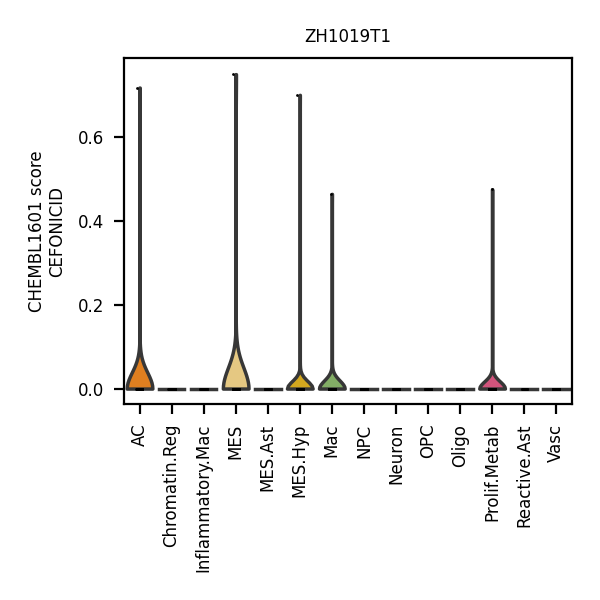 ZH1019T1
CHEMBL1601 score
CEFONICID
0.6
0.4
0.2
0.0
AC
Chromatin.Reg
Inflammatory.Mac
MES
MES.Ast
MES.Hyp
Mac
NPC
Neuron
OPC
Oligo
Prolif.Metab
Reactive.Ast
Vasc